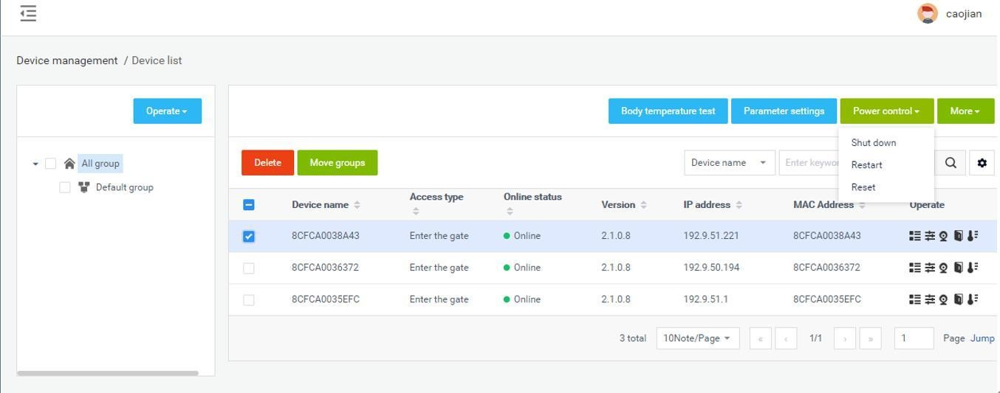 caojian
Device management / Device list
Operate
Body temperature test Parameter settings Power control More
Shut down
Restart
Reset
All group
Default group
Delete Move groups Device name
Device name Access type Online status Version IP address MAC Address Operate
8CFCA0038A43 Enter the gate Online 2.1.0.8 192.9.51.221 8CFCA0038A43
8CFCA0036372 Enter the gate Online 2.1.0.8 192.9.50.194 8CFCA0036372
8CFCA0035EFC Enter the gate Online 2.1.0.8 192.9.51.1 8CFCA0035EFC
3 total 10Note/Page « ‹ 1/1 › » 1 Page Jump